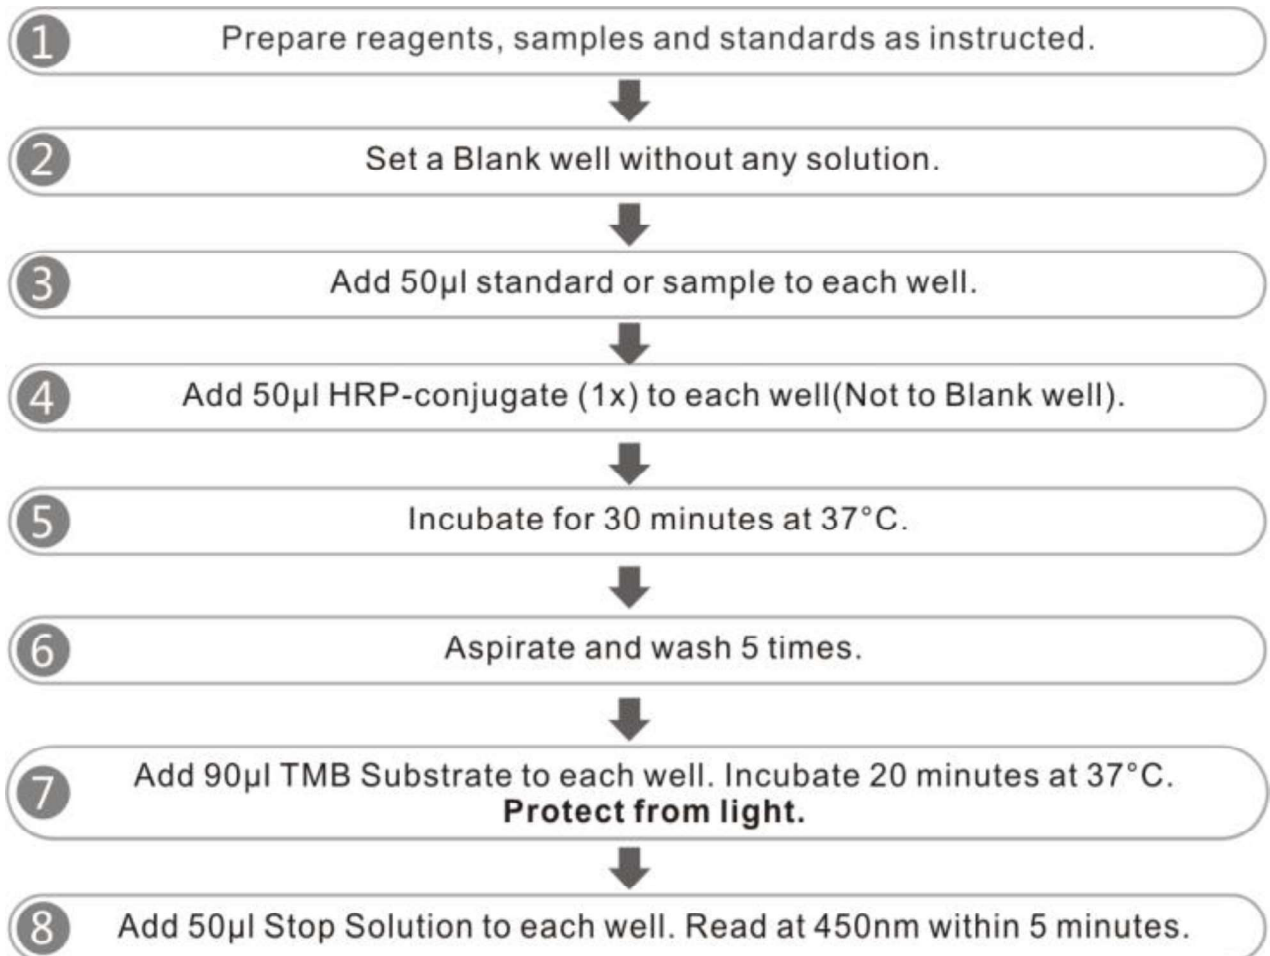 1 Prepare reagents, samples and standards as instructed.
2 Set a Blank well without any solution.
3 Add 50µl standard or sample to each well.
4 Add 50µl HRP-conjugate (1x) to each well(Not to Blank well).
5 Incubate for 30 minutes at 37°C.
6 Aspirate and wash 5 times.
7 Add 90µl TMB Substrate to each well. Incubate 20 minutes at 37°C.
Protect from light.
8 Add 50µl Stop Solution to each well. Read at 450nm within 5 minutes.